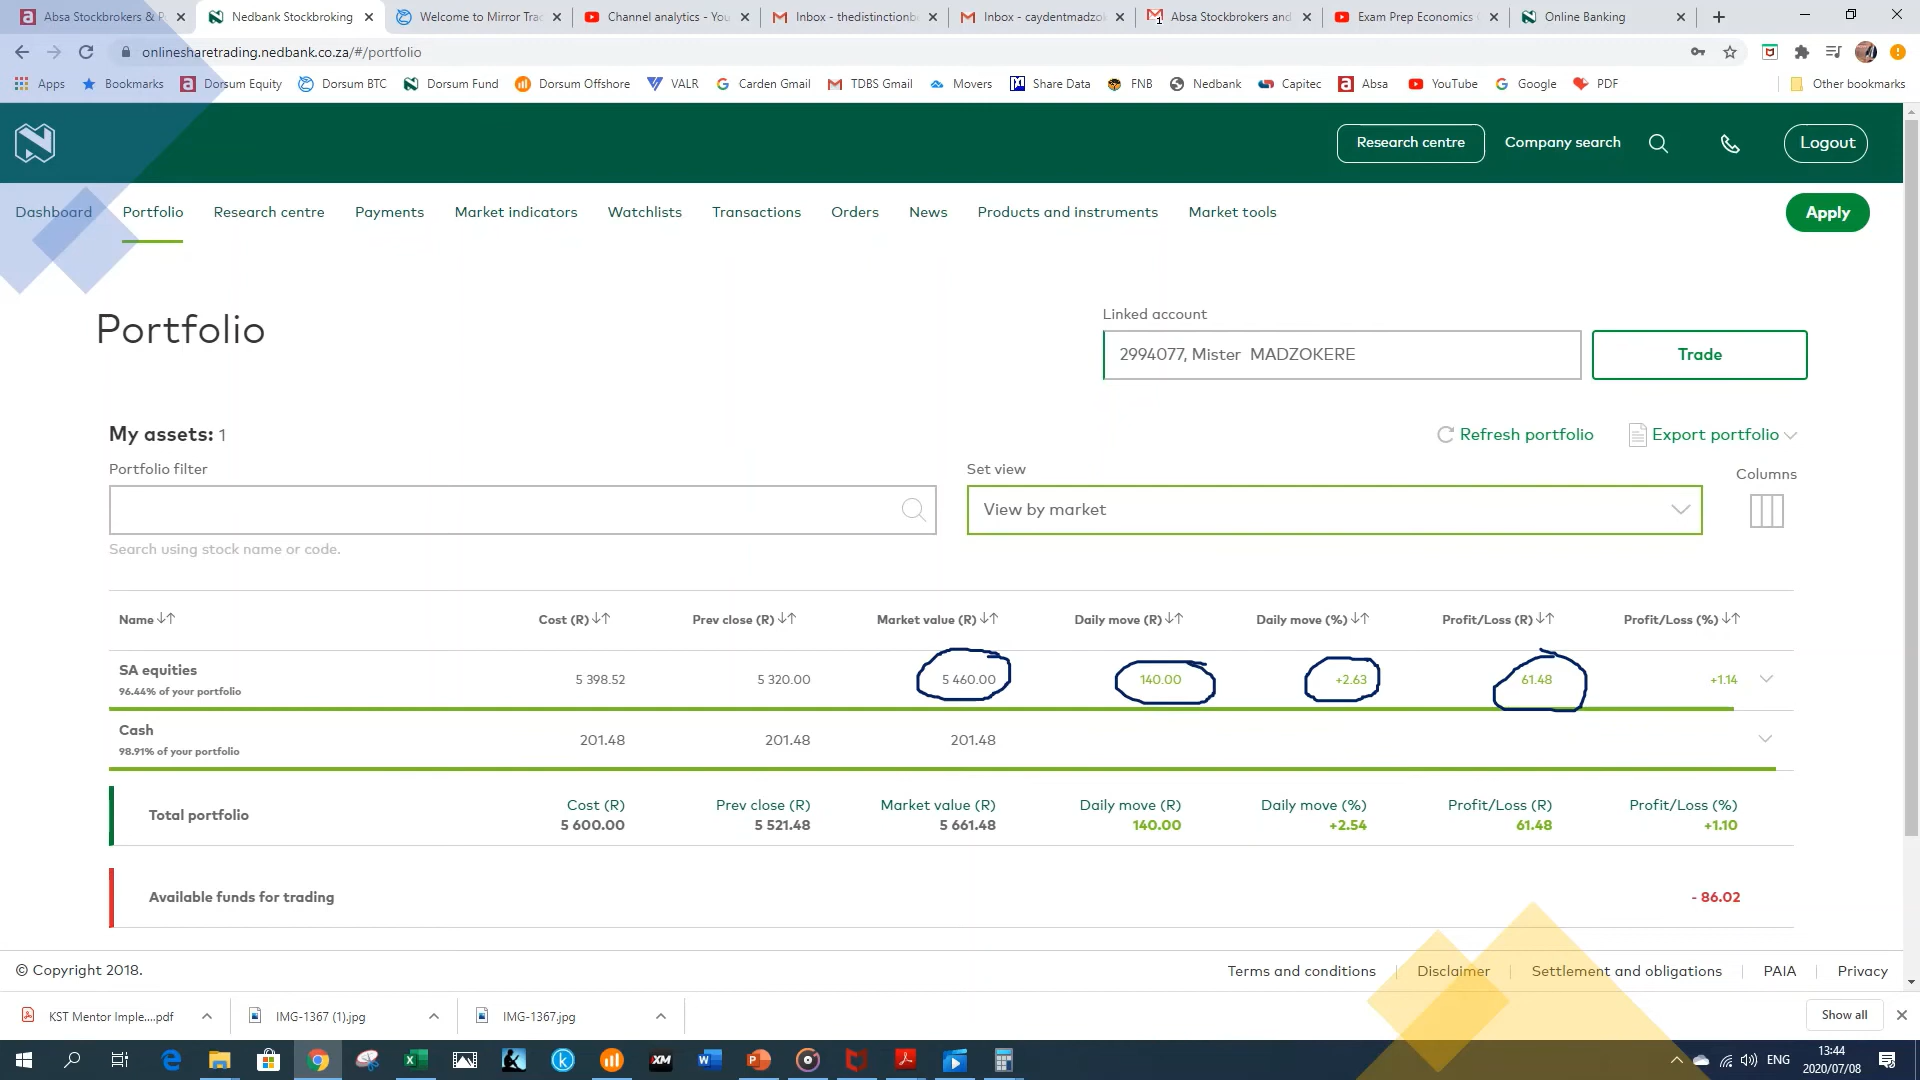 Absa Stockbrokers & P
Nedbank Stockbroking
Welcome to Mirror Trac
Channel analytics - You
Inbox - thedistinctionb
Inbox - caydentmadzo
Absa Stockbrokers and
Exam Prep Economics
Online Banking
onlinesharetrading.nedbank.co.za/#/portfolio
Apps Bookmarks Dorsum Equity Dorsum BTC Dorsum Fund Dorsum Offshore VALR Carden Gmail TDBS Gmail Movers Share Data FNB Nedbank Capitec Absa YouTube Google PDF Other bookmarks
Research centre Company search Logout
Dashboard Portfolio Research centre Payments Market indicators Watchlists Transactions Orders News Products and instruments Market tools Apply
Portfolio
Linked account
2994077, Mister MADZOKERE
Trade
My assets: 1
Refresh portfolio Export portfolio
Portfolio filter
Set view
Columns
View by market
Search using stock name or code.
Name Cost (R) Prev close (R) Market value (R) Daily move (R) Daily move (%) Profit/Loss (R) Profit/Loss (%)
SA equities
96.44% of your portfolio
5 398.52 5 320.00 5 460.00 140.00 +2.63 61.48 +1.14
Cash
98.91% of your portfolio
201.48 201.48 201.48
Total portfolio
Cost (R) Prev close (R) Market value (R) Daily move (R) Daily move (%) Profit/Loss (R) Profit/Loss (%)
5 600.00 5 521.48 5 661.48 140.00 +2.54 61.48 +1.10
Available funds for trading - 86.02
© Copyright 2018.
Terms and conditions Disclaimer Settlement and obligations PAIA Privacy
KST Mentor Imple....pdf
IMG-1367 (1).jpg
IMG-1367.jpg
Show all
XM
ENG
13:44
2020/07/08